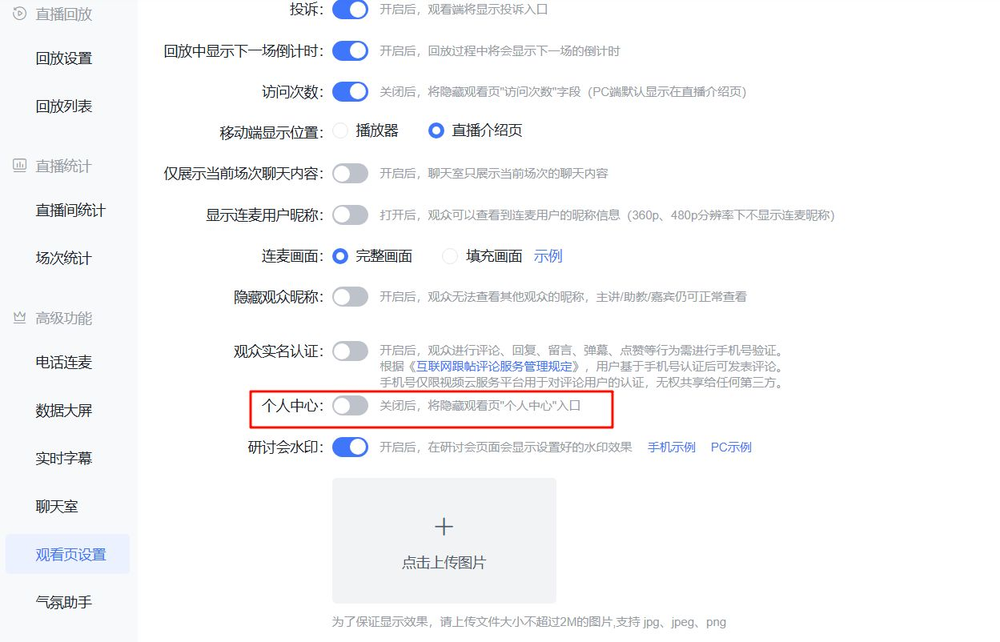 直播回放
回放设置
回放列表
直播统计
直播间统计
场次统计
高级功能
电话连麦
数据大屏
实时字幕
聊天室
观看页设置
气氛助手
投诉： 开启后，观看端将显示投诉入口
回放中显示下一场倒计时： 开启后，回放过程中将会显示下一场的倒计时
访问次数： 关闭后，将隐藏观看页"访问次数"字段（PC端默认显示在直播介绍页）
移动端显示位置： 播放器 直播介绍页
仅展示当前场次聊天内容： 开启后，聊天室只展示当前场次的聊天内容
显示连麦用户昵称： 打开后，观众可以查看到连麦用户的昵称信息（360p、480p分辨率下不显示连麦昵称）
连麦画面： 完整画面 填充画面 示例
隐藏观众昵称： 开启后，观众无法查看其他观众的昵称，主讲/助教/嘉宾仍可正常查看
观众实名认证： 开启后，观众进行评论、回复、留言、弹幕、点赞等行为需进行手机号验证。
根据《互联网跟帖评论服务管理规定》，用户基于手机号认证后可发表评论。
手机号仅限视频云服务平台用于对评论用户的认证，无权共享给任何第三方。
个人中心： 关闭后，将隐藏观看页"个人中心"入口
研讨会水印： 开启后，在研讨会页面会显示设置好的水印效果 手机示例 PC示例
点击上传图片
为了保证显示效果，请上传文件大小不超过2M的图片,支持 jpg、jpeg、png